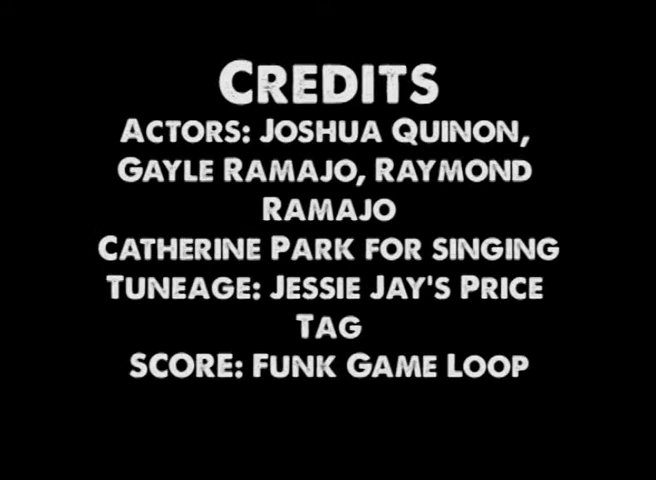 CREDITS
ACTORS: JOSHUA QUINON,
GAYLE RAMAJO, RAYMOND
RAMAJO
CATHERINE PARK FOR SINGING
TUNEAGE: JESSIE JAY'S PRICE
TAG
SCORE: FUNK GAME LOOP